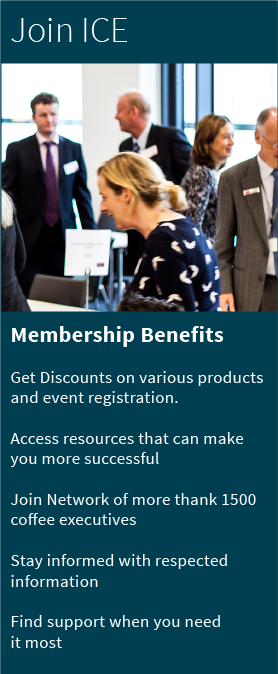 Join ICE
Membership Benefits
Get Discounts on various products
and event registration.
Access resources that can make
you more successful
Join Network of more thank 1500
coffee executives
Stay informed with respected
information
Find support when you need
it most